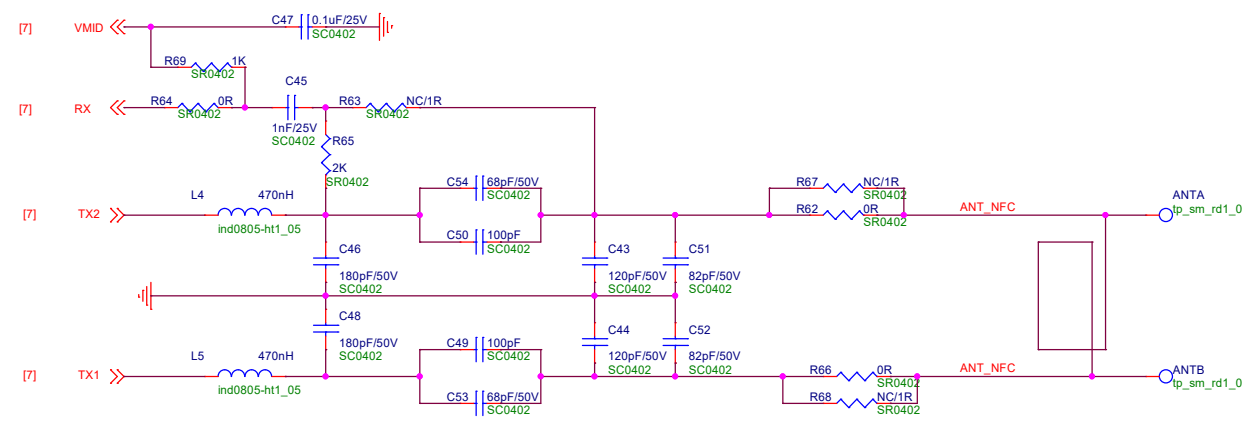 [7] VMID C47 0.1uF/25V
SC0402
R69 1K
SR0402
C45
[7] RX R64 0R R63 NC/1R
SR0402 SR0402
1nF/25V
SC0402
R65
2K
SR0402
C54 68pF/50V
SC0402
R67 NC/1R
SR0402
L4 470nH
ANTA
[7] TX2 R62 0R ANT_NFC tp_sm_rd1_0
SR0402
ind0805-ht1_05
C50 100pF
SC0402
C46 C43 C51
180pF/50V 120pF/50V 82pF/50V
SC0402 SC0402 SC0402
C48 C44 C52
180pF/50V C49 100pF 120pF/50V 82pF/50V
SC0402 SC0402 SC0402 SC0402
L5 470nH
[7] TX1 R66 0R ANT_NFC ANTB
SR0402 tp_sm_rd1_0
ind0805-ht1_05
C53 68pF/50V R68 NC/1R
SC0402 SR0402